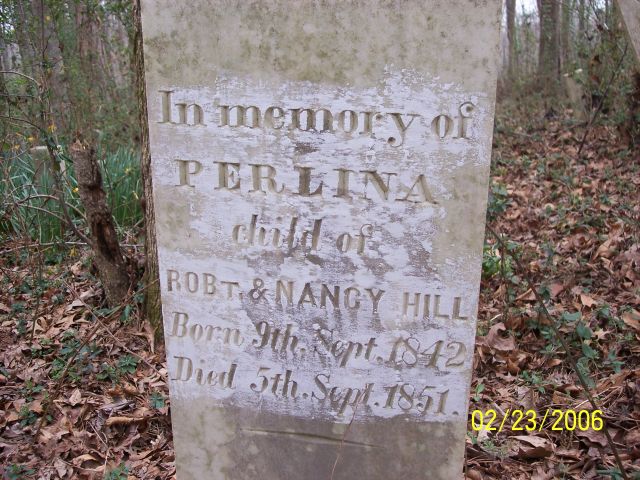 In memory of
PERLINA
child of
ROBT. & NANCY HILL
Born 9th. Sept. 1842
Died 5th. Sept. 1851.
02/23/2006